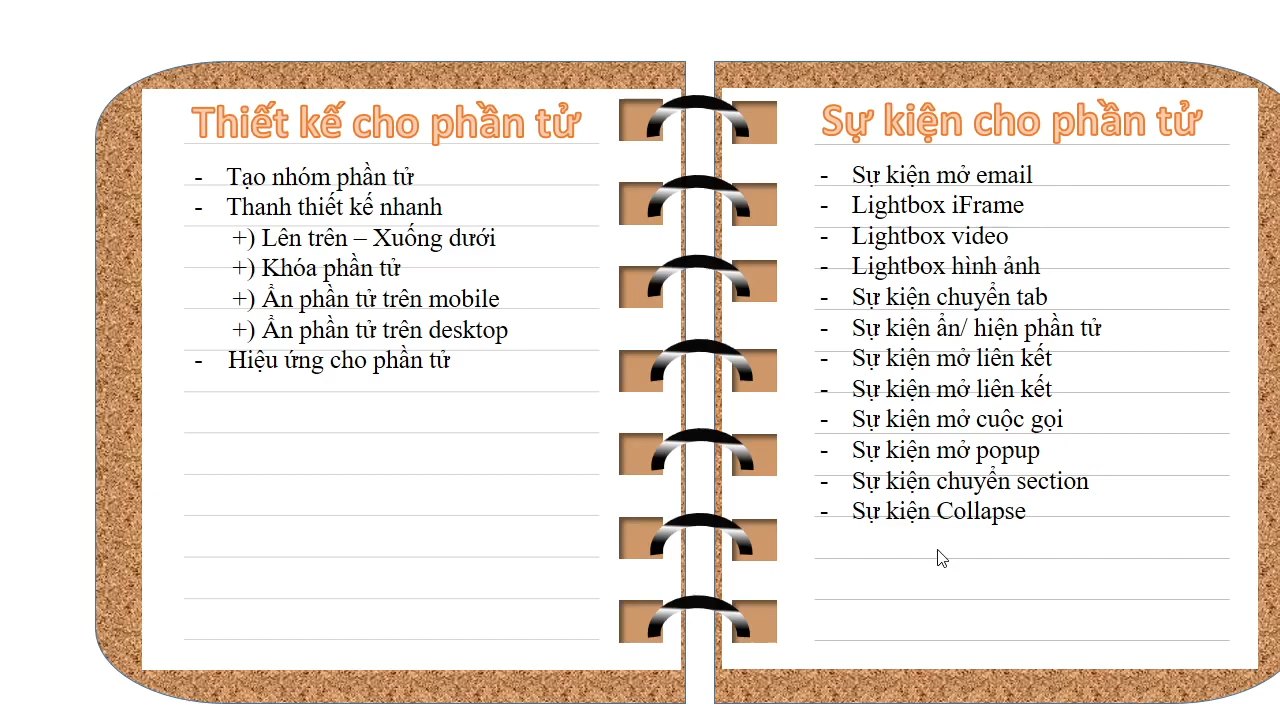 Thiết kế cho phần tử
- Tạo nhóm phần tử
- Thanh thiết kế nhanh
+) Lên trên – Xuống dưới
+) Khóa phần tử
+) Ẩn phần tử trên mobile
+) Ẩn phần tử trên desktop
- Hiệu ứng cho phần tử
Sự kiện cho phần tử
- Sự kiện mở email
- Lightbox iFrame
- Lightbox video
- Lightbox hình ảnh
- Sự kiện chuyển tab
- Sự kiện ẩn/ hiện phần tử
- Sự kiện mở liên kết
- Sự kiện mở liên kết
- Sự kiện mở cuộc gọi
- Sự kiện mở popup
- Sự kiện chuyển section
- Sự kiện Collapse